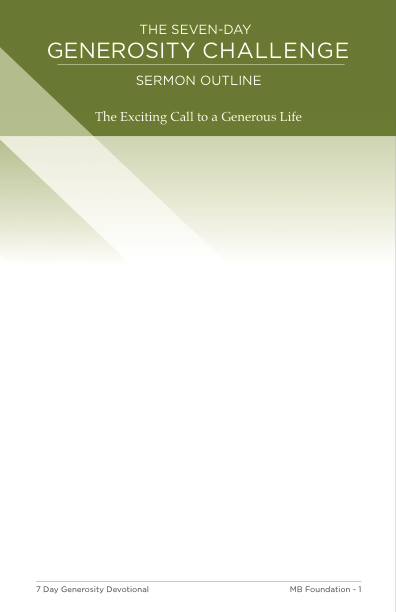 THE SEVEN-DAY
GENEROSITY CHALLENGE
SERMON OUTLINE
The Exciting Call to a Generous Life
7 Day Generosity Devotional
MB Foundation - 1